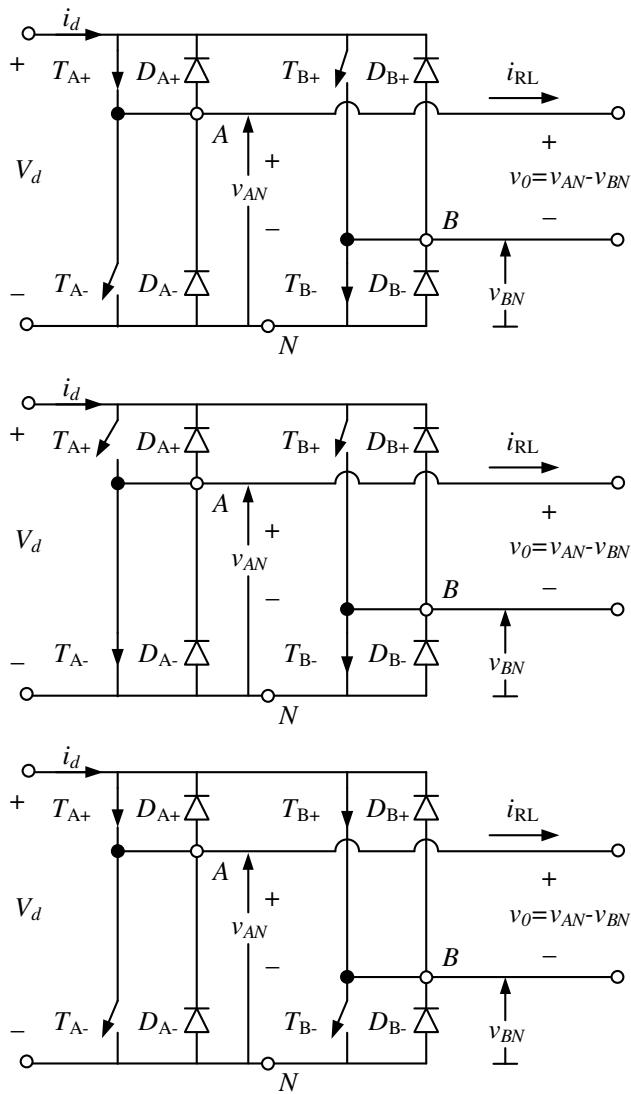 i_d
+ T_A+ D_A+ T_B+ D_B+ i_RL
A + +
V_d v_AN v_0=v_AN-v_BN
− B −
− T_A- D_A- T_B- D_B- v_BN
N
i_d
+ T_A+ D_A+ T_B+ D_B+ i_RL
A + +
V_d v_AN v_0=v_AN-v_BN
− B −
− T_A- D_A- T_B- D_B- v_BN
N
i_d
+ T_A+ D_A+ T_B+ D_B+ i_RL
A + +
V_d v_AN v_0=v_AN-v_BN
− B −
− T_A- D_A- T_B- D_B- v_BN
N